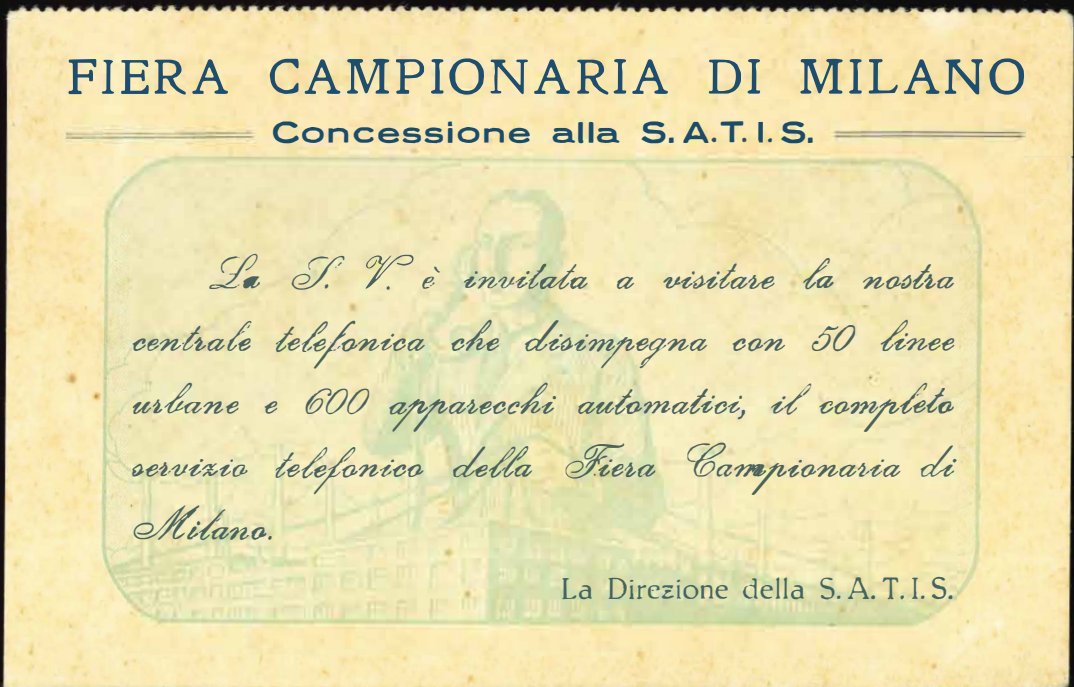 FIERA CAMPIONARIA DI MILANO
Concessione alla S.A.T.I.S.
La S. V. è invitata a visitare la nostra
centrale telefonica che disimpegna con 50 linee
urbane e 600 apparecchi automatici, il completo
servizio telefonico della Fiera Campionaria di
Milano.
La Direzione della S.A.T.I.S.